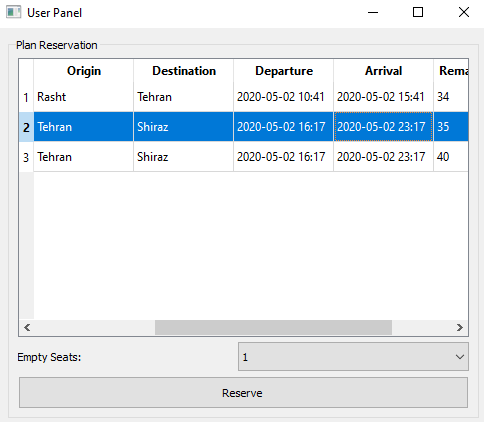 User Panel
Plan Reservation
Origin Destination Departure Arrival Rema
1 Rasht Tehran 2020-05-02 10:41 2020-05-02 15:41 34
2 Tehran Shiraz 2020-05-02 16:17 2020-05-02 23:17 35
3 Tehran Shiraz 2020-05-02 16:17 2020-05-02 23:17 40
Empty Seats: 1
Reserve